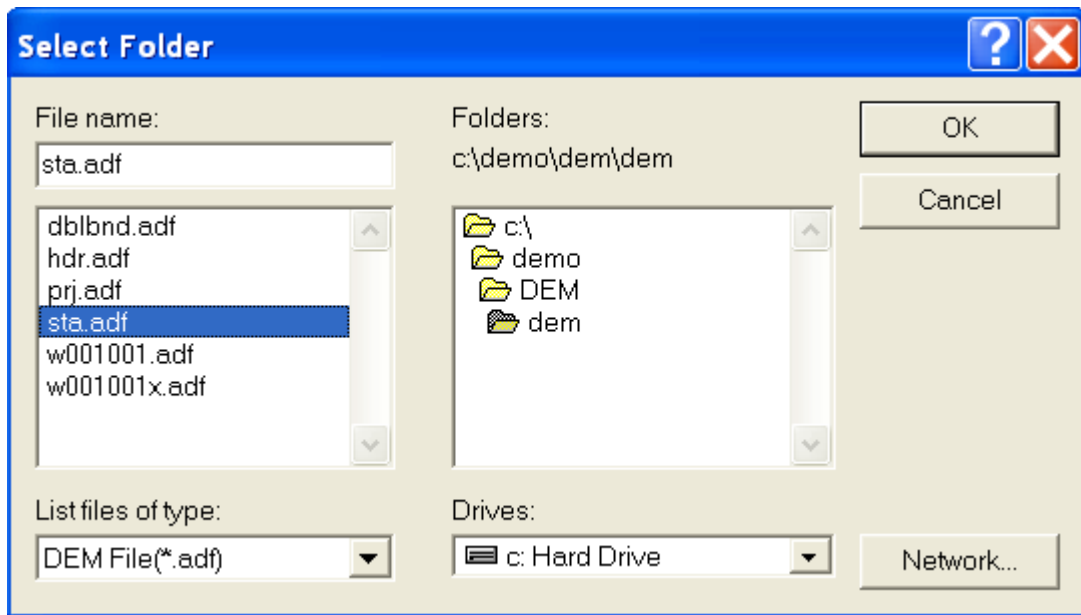 Select Folder
File name:
sta.adf
dblbnd.adf
hdr.adf
prj.adf
sta.adf
w001001.adf
w001001x.adf
List files of type:
DEM File(*.adf)
Folders:
c:\demo\dem\dem
c:\
demo
DEM
dem
Drives:
c: Hard Drive
OK
Cancel
Network...